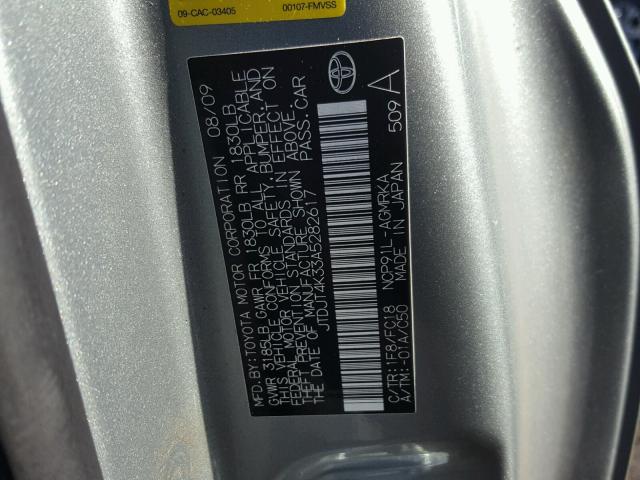 09-CAC-03405 00107-FMVSS
MFD.BY:TOYOTA MOTOR CORPORATION 08/09
GVWR 3185LB GAWR FR 1830LB RR 1830LB
THIS VEHICLE CONFORMS TO ALL APPLICABLE
FEDERAL MOTOR VEHICLE SAFETY, BUMPER, AND
THEFT PREVENTION STANDARDS IN EFFECT ON
THE DATE OF MANUFACTURE SHOWN ABOVE.
JTDJT4K33A5282617 PASS.CAR
C/TR:1F8/FC18 NCP91L-AGMRKA
A/TM:-01A/C50 MADE IN JAPAN 509 A